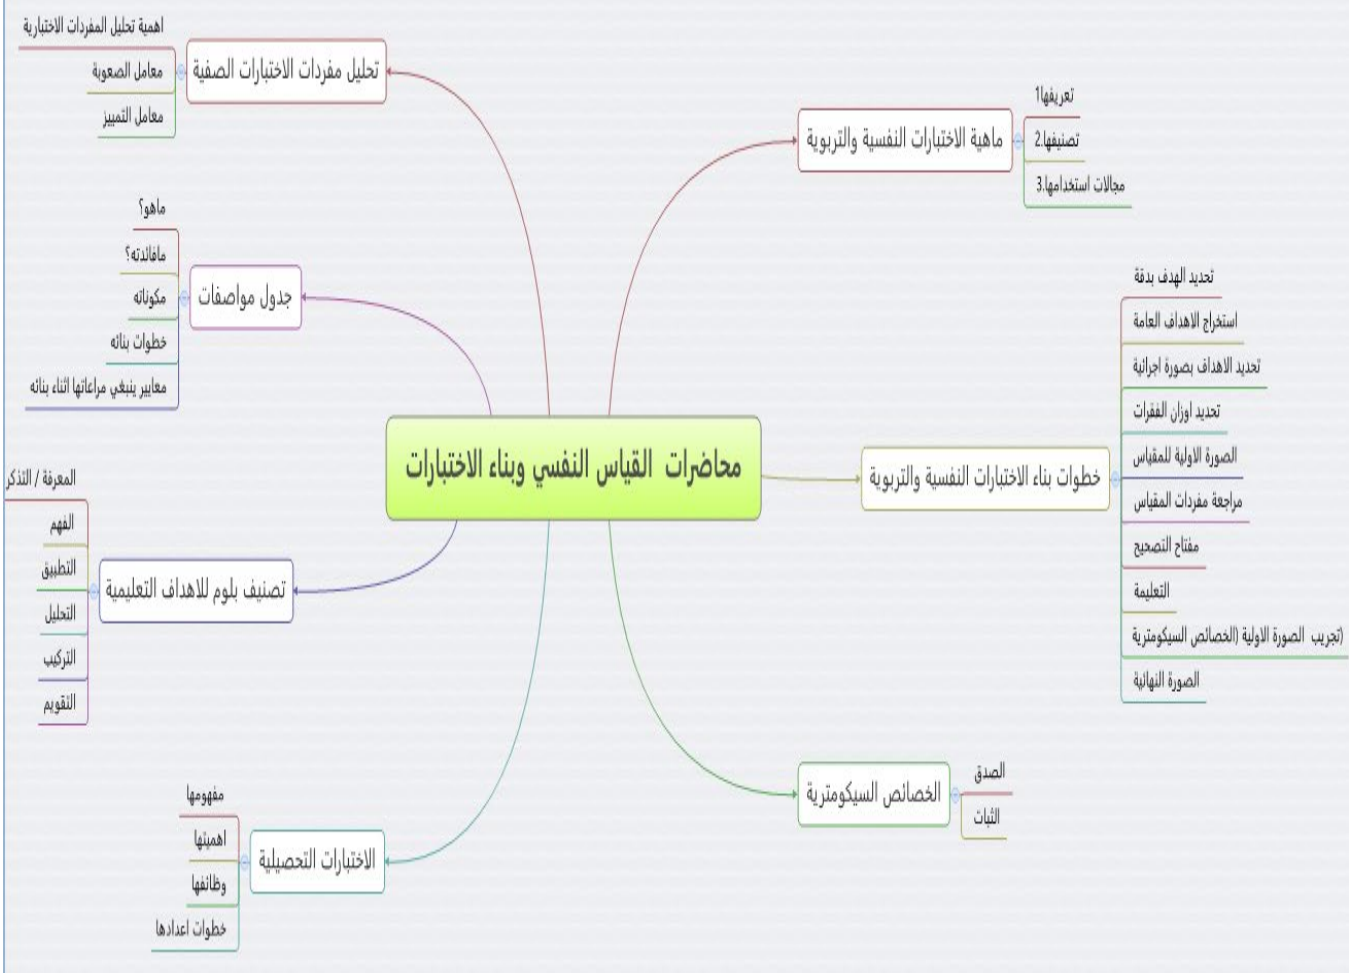 محاضرات القياس النفسي وبناء الاختبارات
ماهية الاختبارات النفسية والتربوية
تعريفها1
تصنيفها.2
مجالات استخدامها.3
خطوات بناء الاختبارات النفسية والتربوية
تحديد الهدف بدقة
استخراج الاهداف العامة
تحديد الاهداف بصورة اجرائية
تحديد اوزان الفقرات
الصورة الاولية للمقياس
مراجعة مفردات المقياس
مفتاح التصحيح
التعليمة
(تجريب الصورة الاولية (الخصائص السيكومترية
الصورة النهائية
الخصائص السيكومترية
الصدق
الثبات
الاختبارات التحصيلية
مفهومها
اهميتها
وظائفها
خطوات اعدادها
تصنيف بلوم للاهداف التعليمية
المعرفة / التذكر
الفهم
التطبيق
التحليل
التركيب
التقويم
جدول مواصفات
ماهو؟
مافائدته؟
مكوناته
خطوات بنائه
معايير ينبغي مراعاتها اثناء بنائه
تحليل مفردات الاختبارات الصفية
اهمية تحليل المفردات الاختبارية
معامل الصعوبة
معامل التمييز